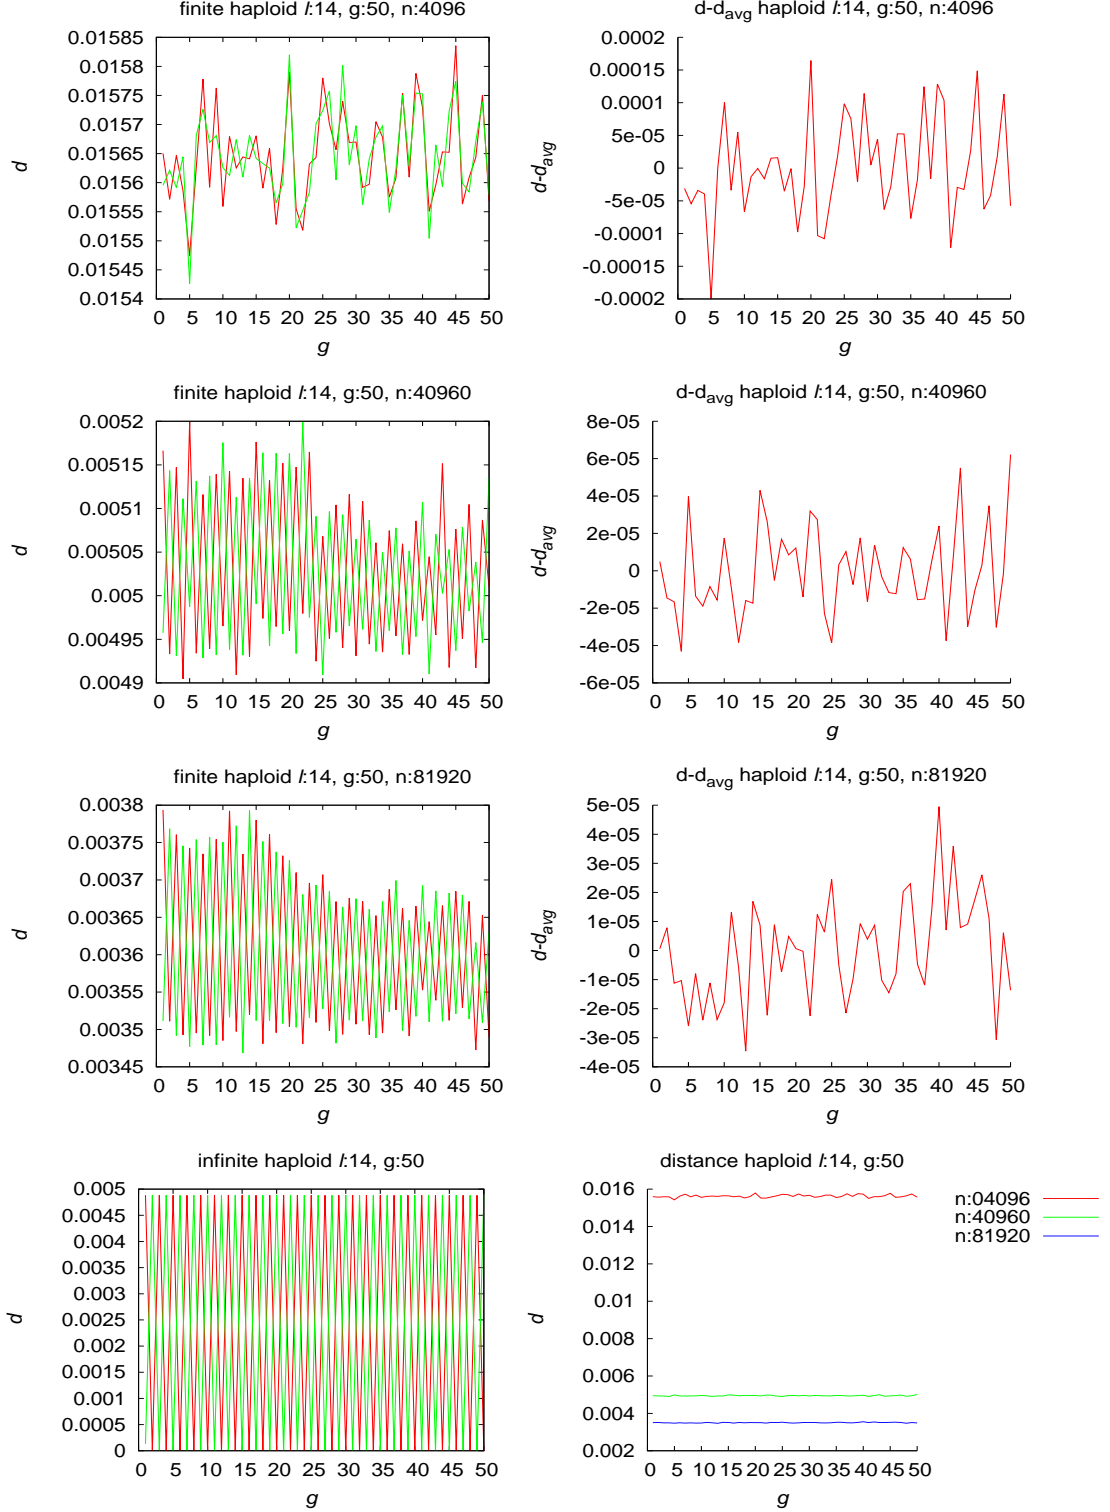 finite haploid l:14, g:50, n:4096
0.01585
0.0158
0.01575
0.0157
0.01565
0.0156
0.01555
0.0155
0.01545
0.0154
d
0 5 10 15 20 25 30 35 40 45 50
g
d-davg haploid l:14, g:50, n:4096
0.0002
0.00015
0.0001
5e-05
0
-5e-05
-0.0001
-0.00015
-0.0002
d-davg
0 5 10 15 20 25 30 35 40 45 50
g
finite haploid l:14, g:50, n:40960
0.0052
0.00515
0.0051
0.00505
0.005
0.00495
0.0049
d
0 5 10 15 20 25 30 35 40 45 50
g
d-davg haploid l:14, g:50, n:40960
8e-05
6e-05
4e-05
2e-05
0
-2e-05
-4e-05
-6e-05
d-davg
0 5 10 15 20 25 30 35 40 45 50
g
finite haploid l:14, g:50, n:81920
0.0038
0.00375
0.0037
0.00365
0.0036
0.00355
0.0035
0.00345
d
0 5 10 15 20 25 30 35 40 45 50
g
d-davg haploid l:14, g:50, n:81920
5e-05
4e-05
3e-05
2e-05
1e-05
0
-1e-05
-2e-05
-3e-05
-4e-05
d-davg
0 5 10 15 20 25 30 35 40 45 50
g
infinite haploid l:14, g:50
0.005
0.0045
0.004
0.0035
0.003
0.0025
0.002
0.0015
0.001
0.0005
0
d
0 5 10 15 20 25 30 35 40 45 50
g
distance haploid l:14, g:50
0.016
0.014
0.012
0.01
0.008
0.006
0.004
0.002
d
0 5 10 15 20 25 30 35 40 45 50
g
n:04096
n:40960
n:81920